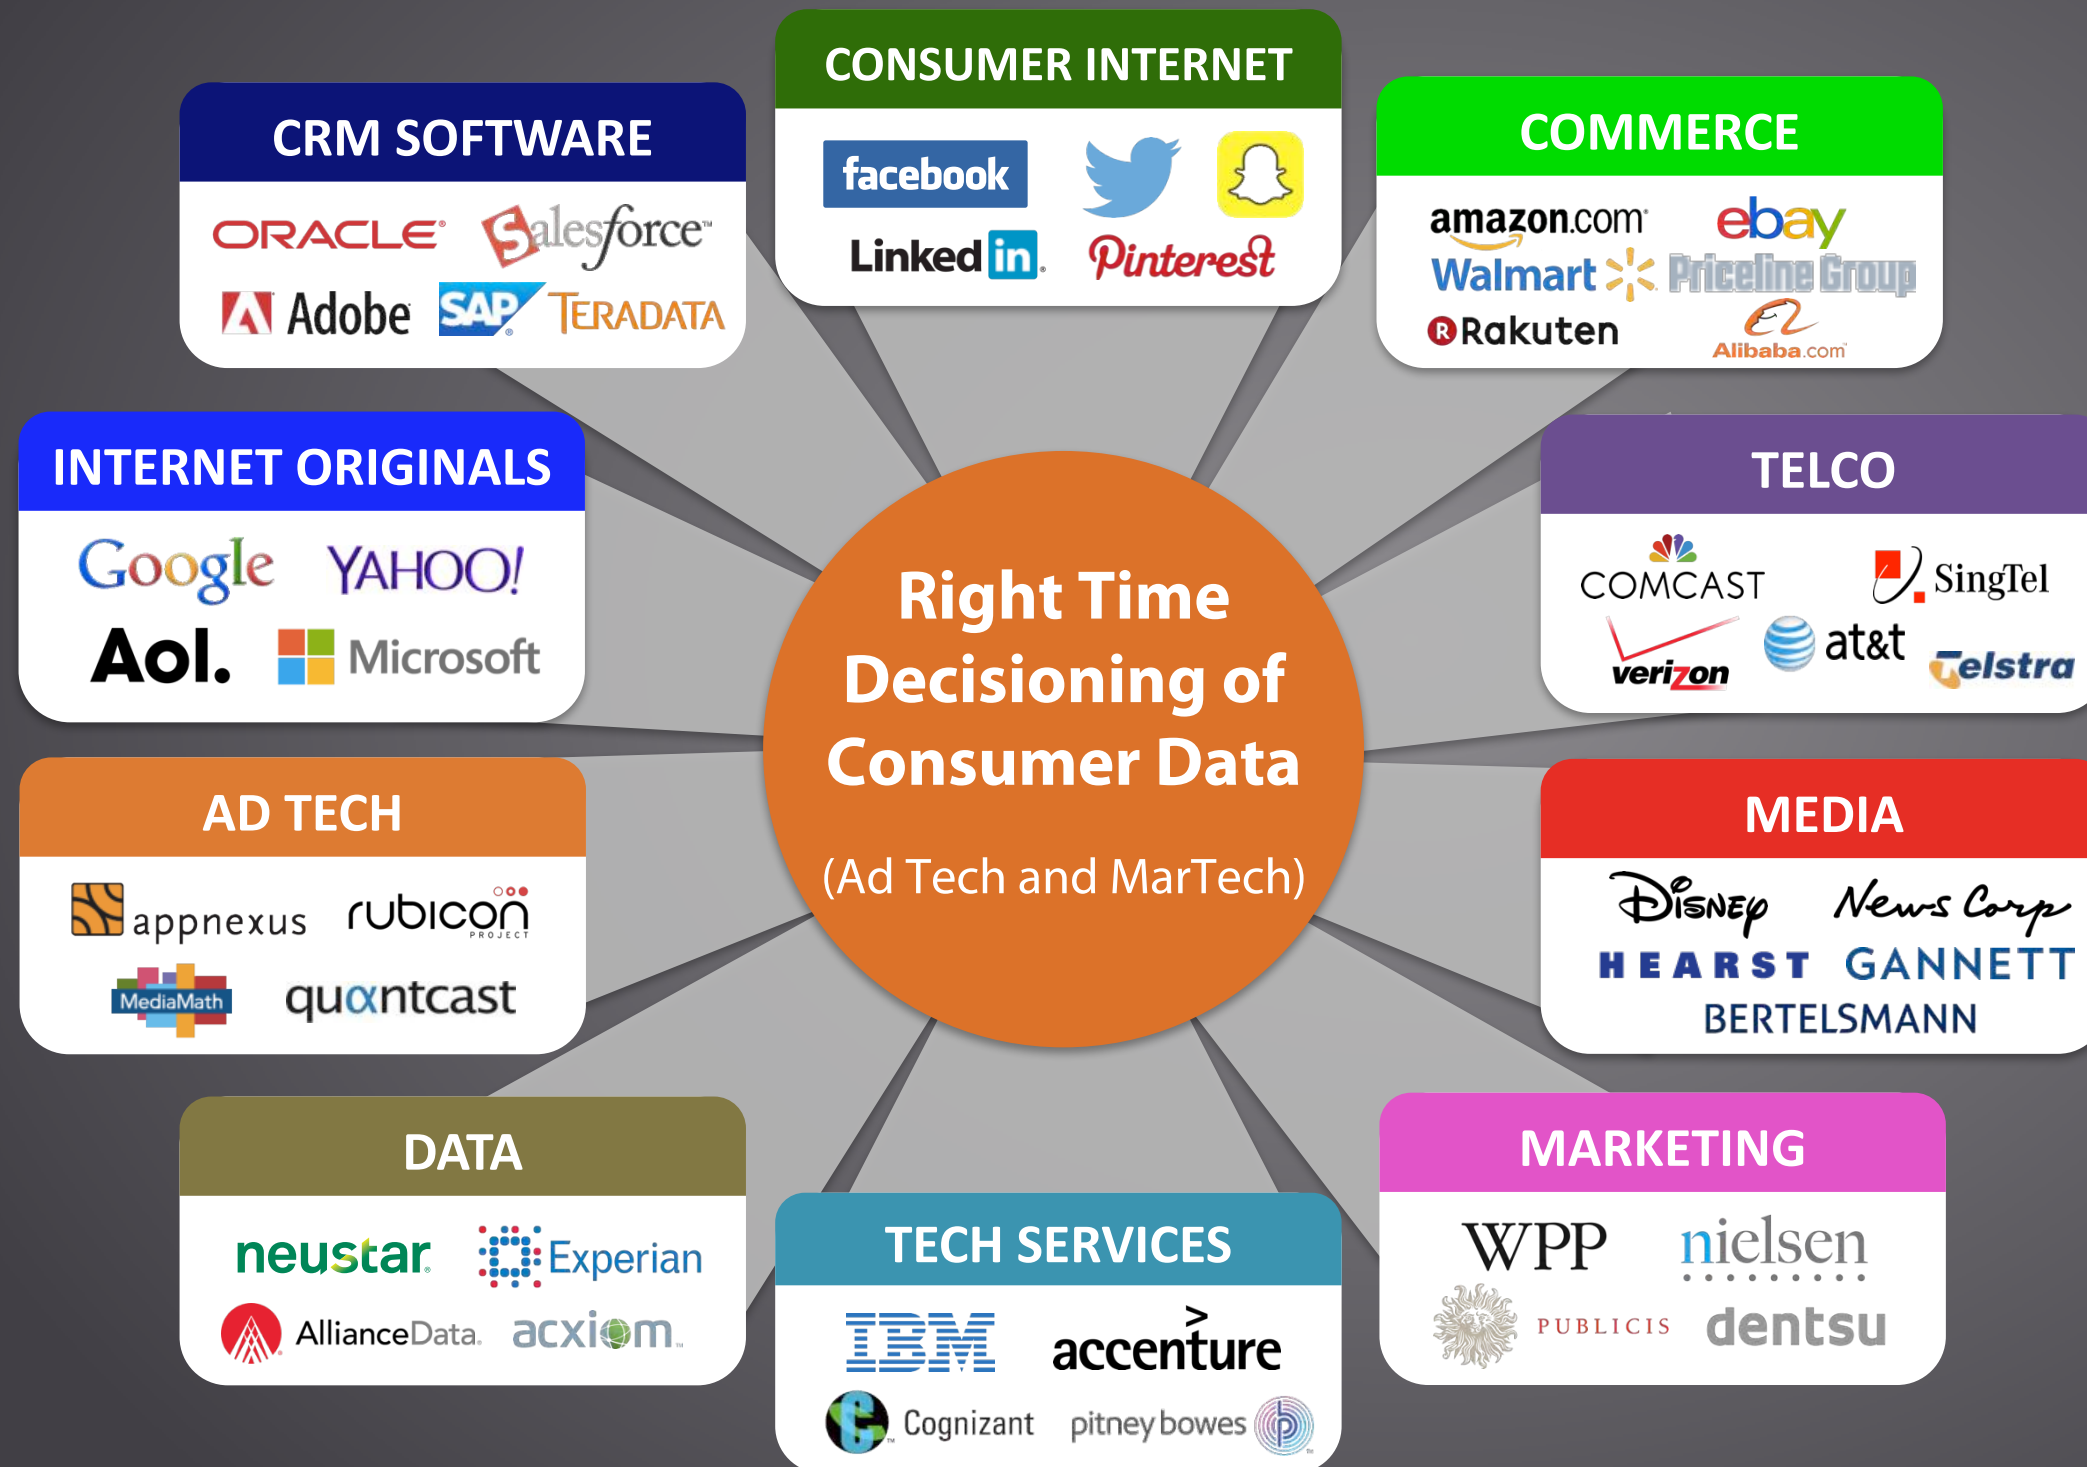 CONSUMER INTERNET
facebook
Linked in
Pinterest
CRM SOFTWARE
ORACLE®
Salesforce™
Adobe
SAP®
TERADATA
COMMERCE
amazon.com
ebay
Walmart
Priceline Group
Rakuten
Alibaba.com
INTERNET ORIGINALS
Google
YAHOO!
Aol.
Microsoft
TELCO
COMCAST
SingTel
verizon
at&t
Telstra
Right Time
Decisioning of
Consumer Data
(Ad Tech and MarTech)
AD TECH
appnexus
rubicon
PROJECT
MediaMath
quantcast
MEDIA
DISNEY
News Corp
HEARST
GANNETT
BERTELSMANN
DATA
neustar
Experian
AllianceData
acxiom
TECH SERVICES
IBM
accenture
Cognizant
pitney bowes
MARKETING
WPP
nielsen
PUBLICIS
dentsu